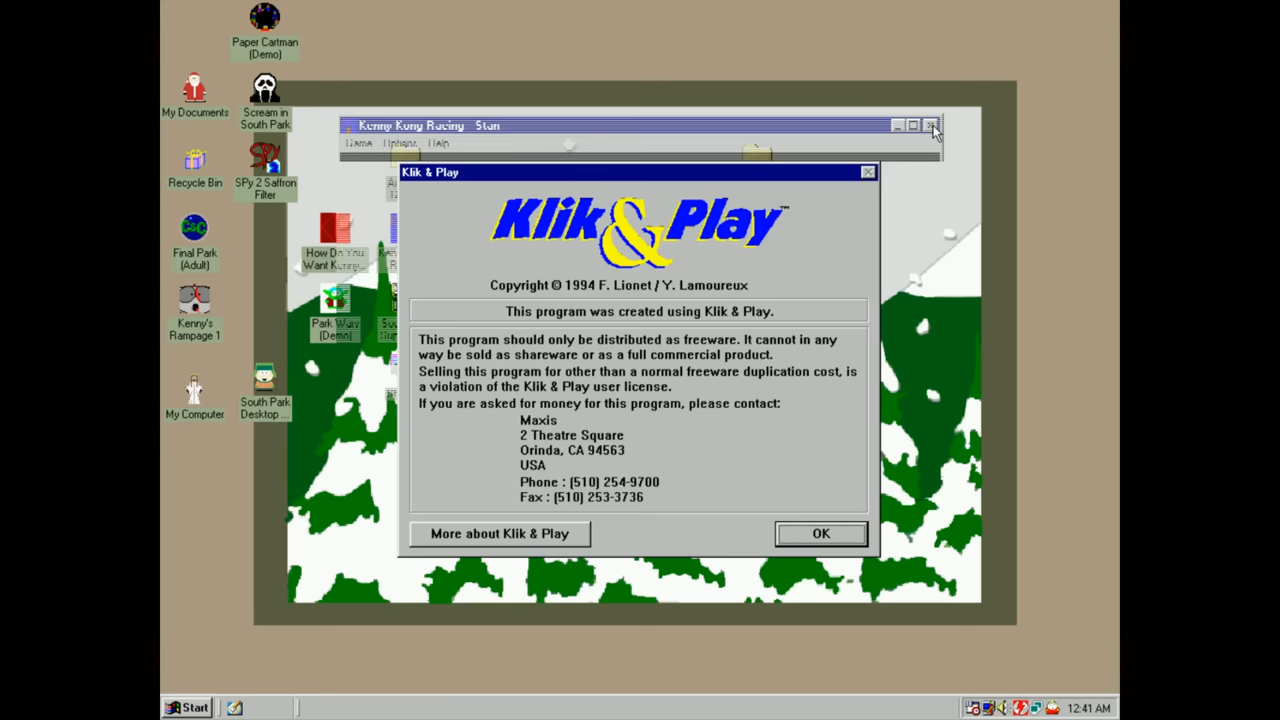 Paper Cartman
(Demo)
My Documents
Scream in
South Park
Recycle Bin
SPy 2 Saffron
Filter
Final Park
(Adult)
How Do You
Want Kenny...
Kenny's
Rampage 1
Park Wars
(Demo)
My Computer
South Park
Desktop ...
Kenny Kong Racing - Stan
Game Options Help
Klik & Play
Klik & Play™
Copyright © 1994 F. Lionet / Y. Lamoureux
This program was created using Klik & Play.
This program should only be distributed as freeware. It cannot in any
way be sold as shareware or as a full commercial product.
Selling this program for other than a normal freeware duplication cost, is
a violation of the Klik & Play user license.
If you are asked for money for this program, please contact:
Maxis
2 Theatre Square
Orinda, CA 94563
USA
Phone : (510) 254-9700
Fax : (510) 253-3736
More about Klik & Play
OK
Start
12:41 AM